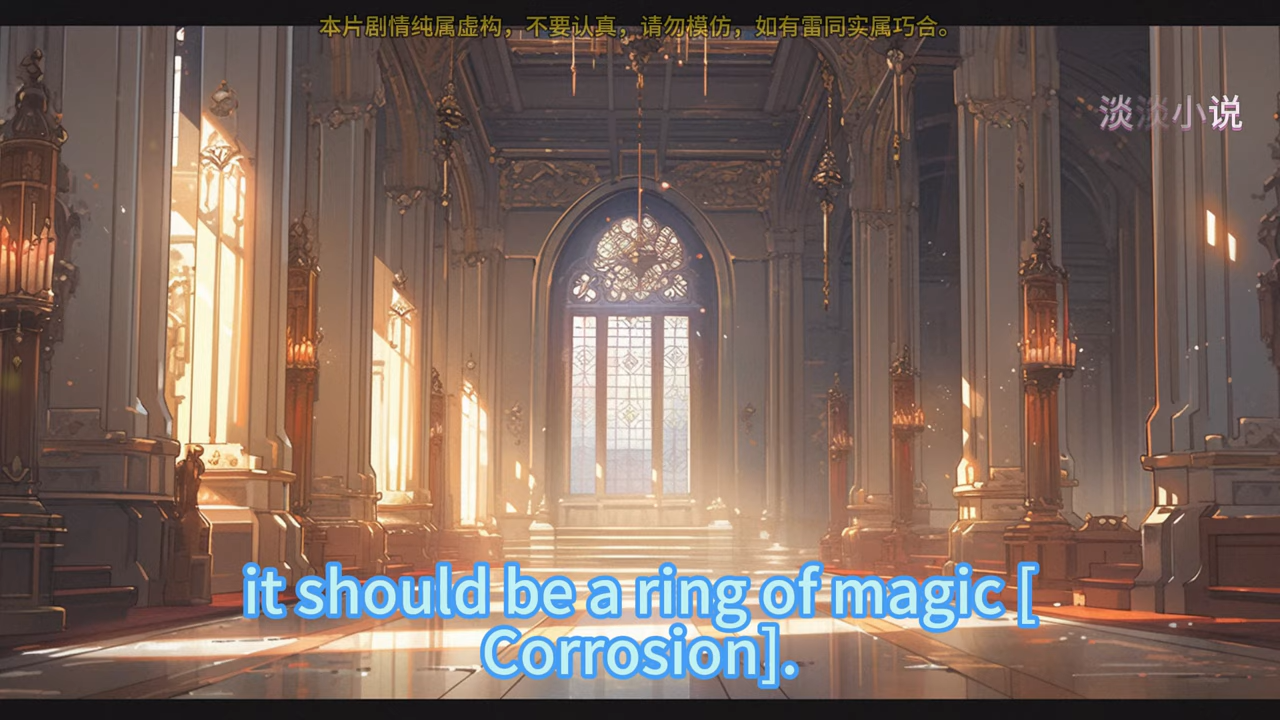 本片剧情纯属虚构，不要认真，请勿模仿，如有雷同实属巧合。
淡淡小说
it should be a ring of magic [
Corrosion].